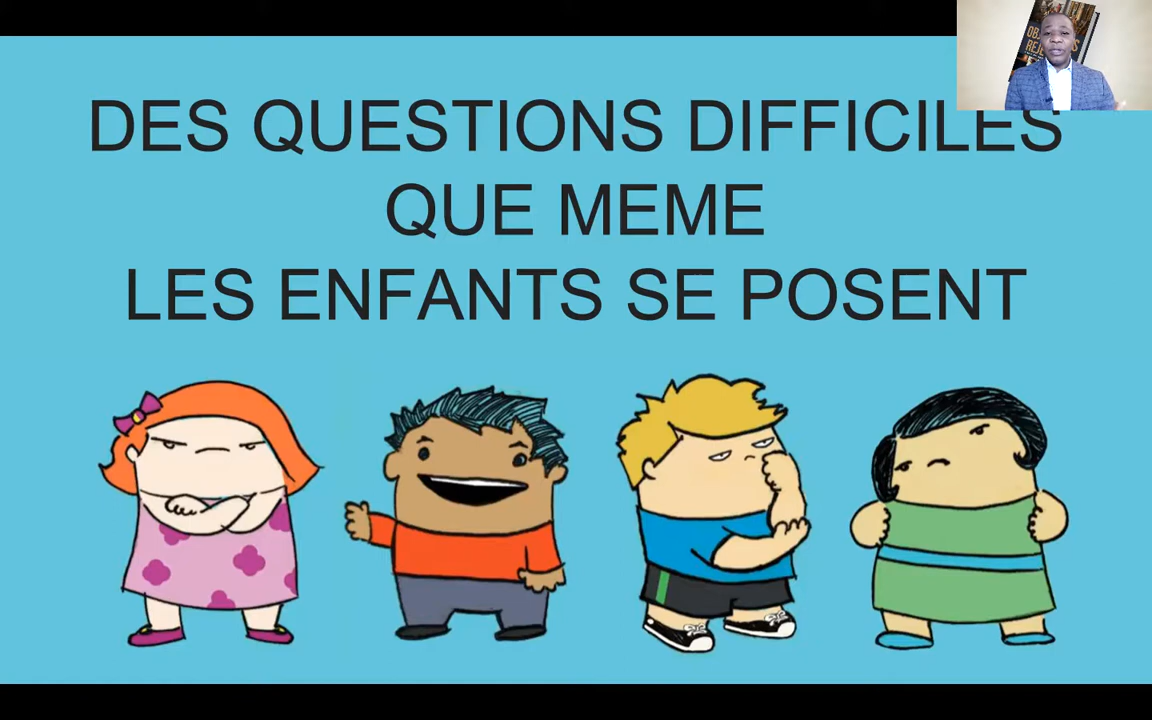 DES QUESTIONS DIFFICILES
QUE MEME
LES ENFANTS SE POSENT